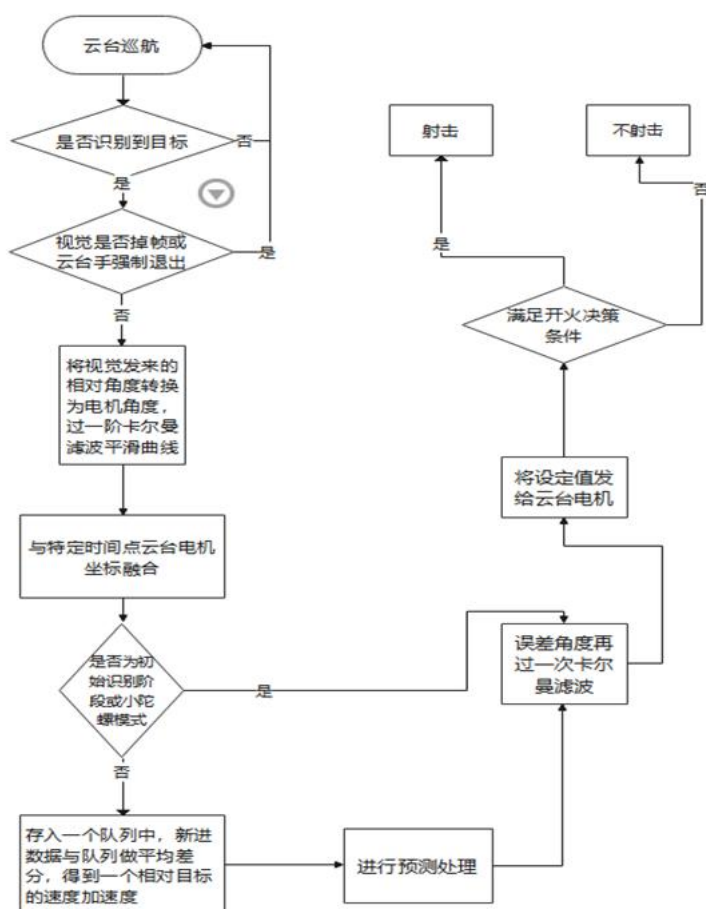 云台巡航
是否识别到目标
否
是
视觉是否掉帧或
云台手强制退出
是
否
将视觉发来的
相对角度转换
为电机角度，
过一阶卡尔曼
滤波平滑曲线
与特定时间点云台电机
坐标融合
是否为初
始识别阶
段或小陀
螺模式
是
否
存入一个队列中，新进
数据与队列做平均差
分，得到一个相对目标
的速度加速度
进行预测处理
误差角度再
过一次卡尔
曼滤波
将设定值发
给云台电机
满足开火决策
条件
是
否
射击
不射击